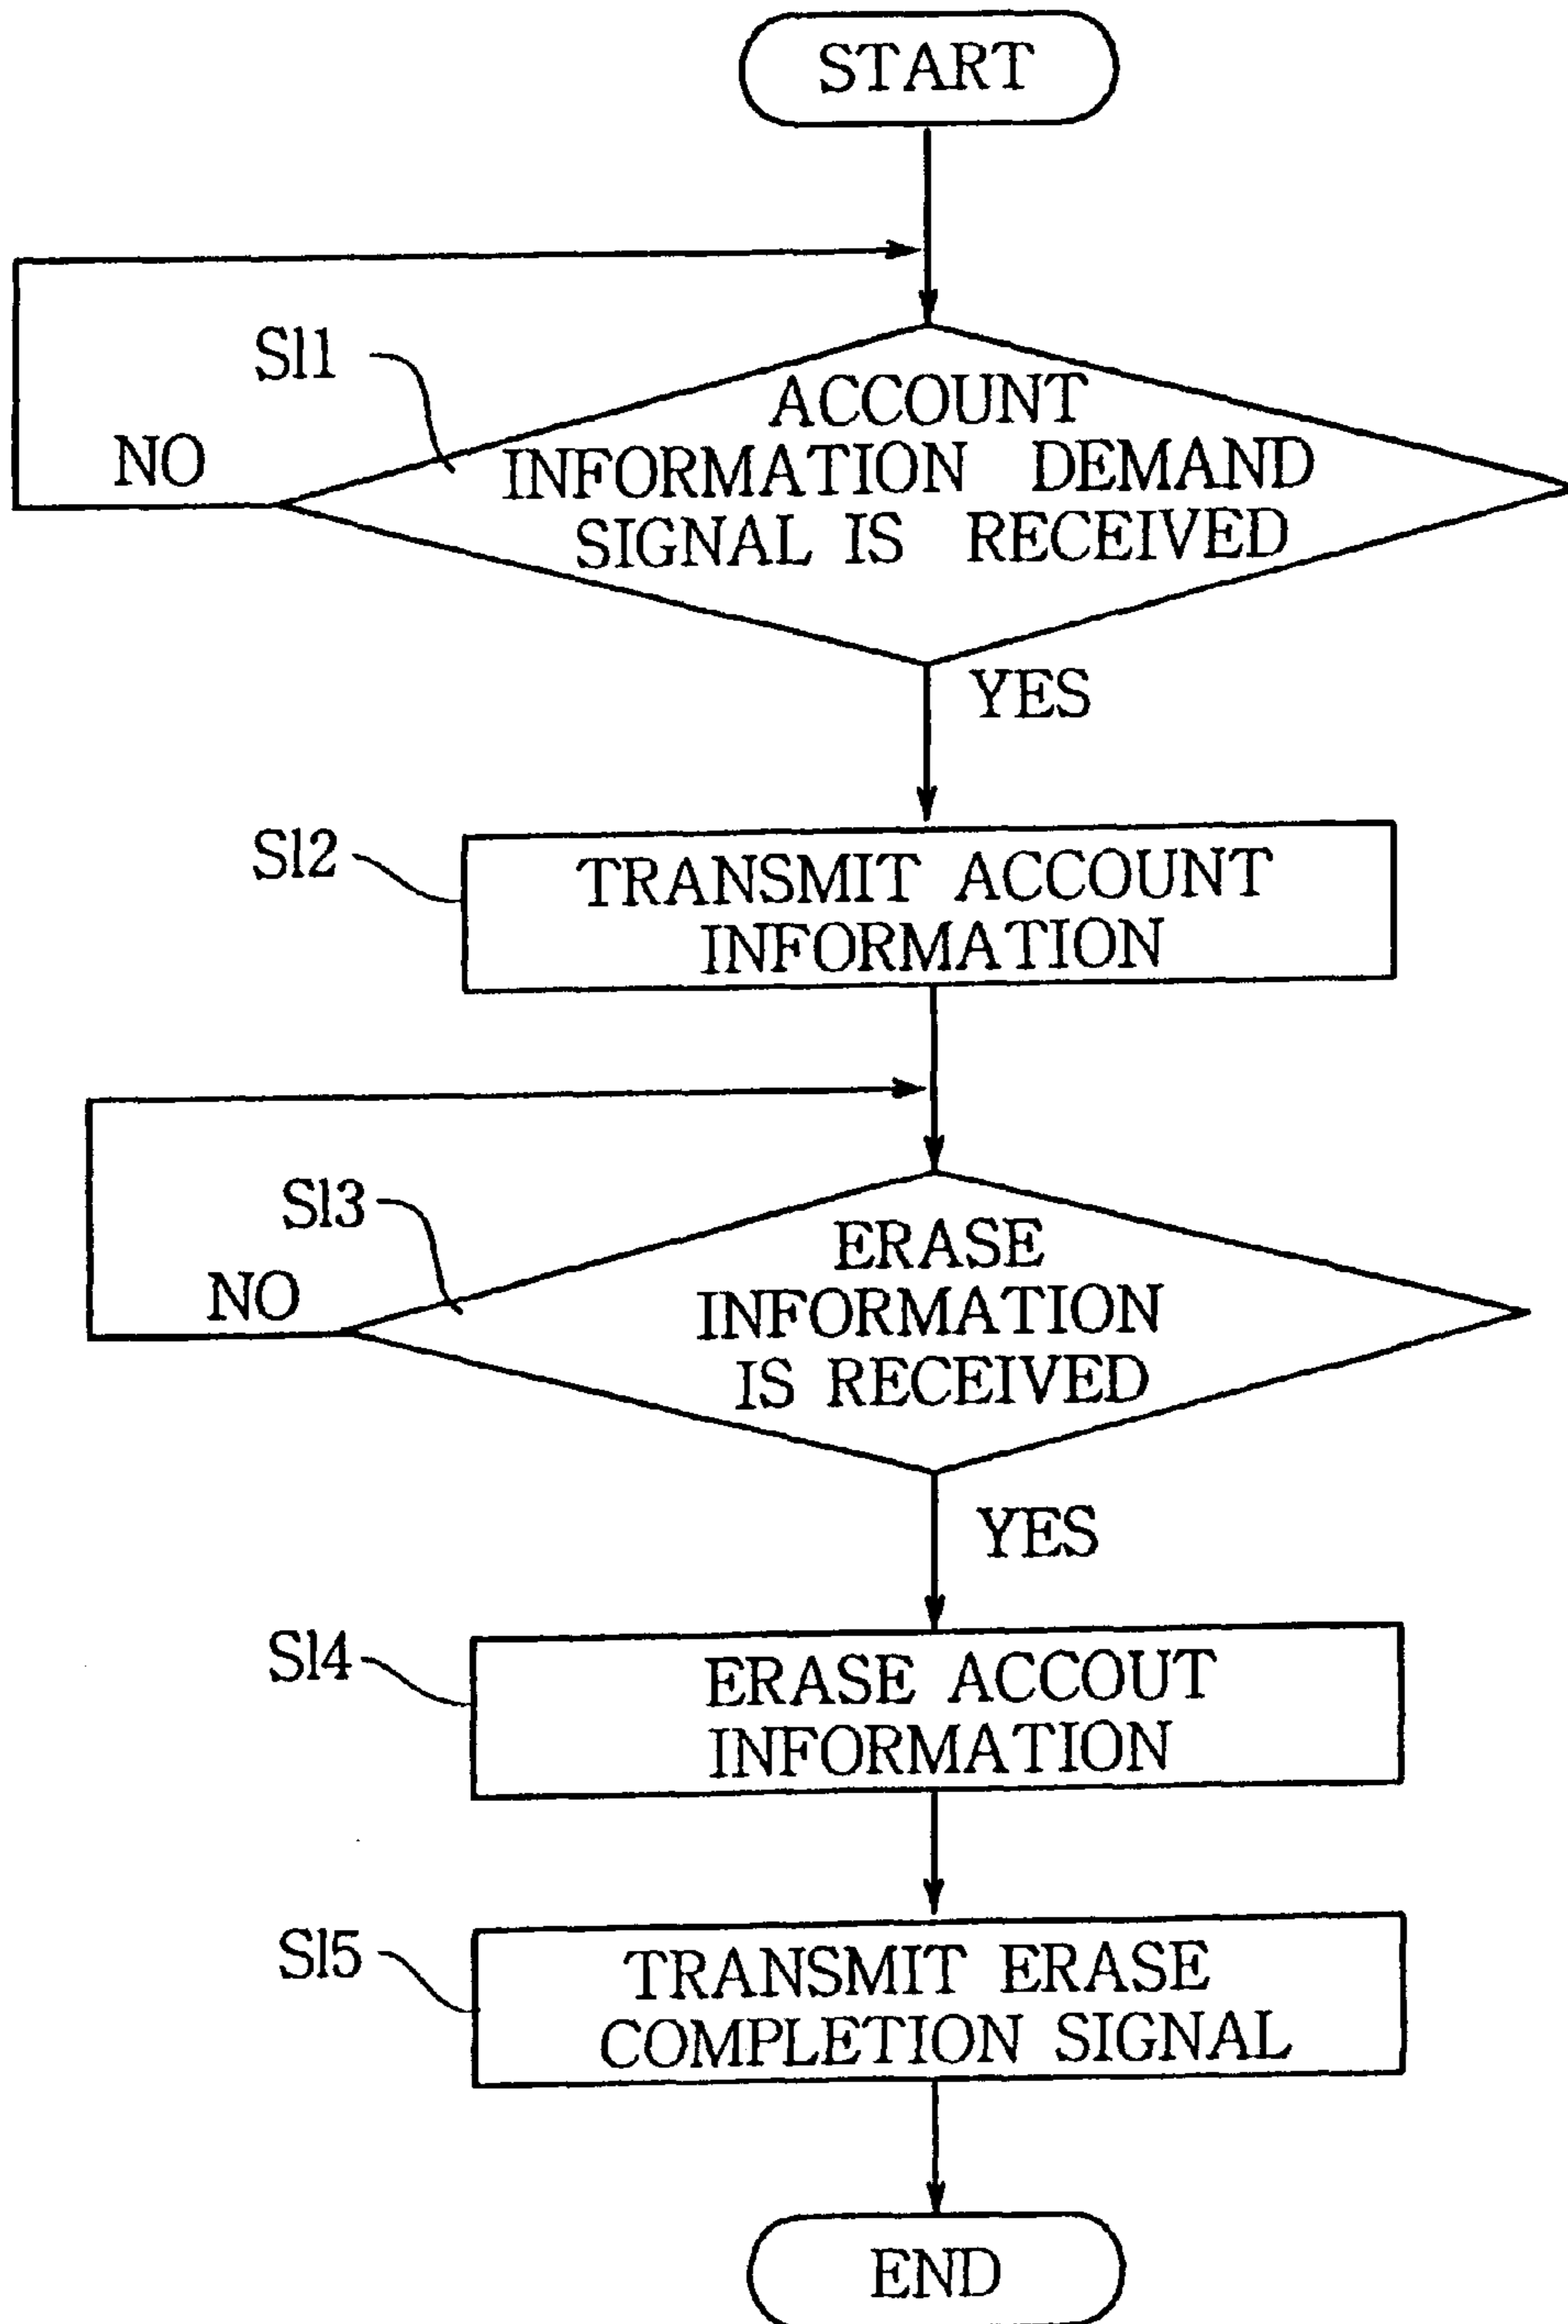 START
S11
ACCOUNT
INFORMATION DEMAND
SIGNAL IS RECEIVED
NO
YES
S12
TRANSMIT ACCOUNT
INFORMATION
S13
ERASE
INFORMATION
IS RECEIVED
NO
YES
S14
ERASE ACCOUT
INFORMATION
S15
TRANSMIT ERASE
COMPLETION SIGNAL
END